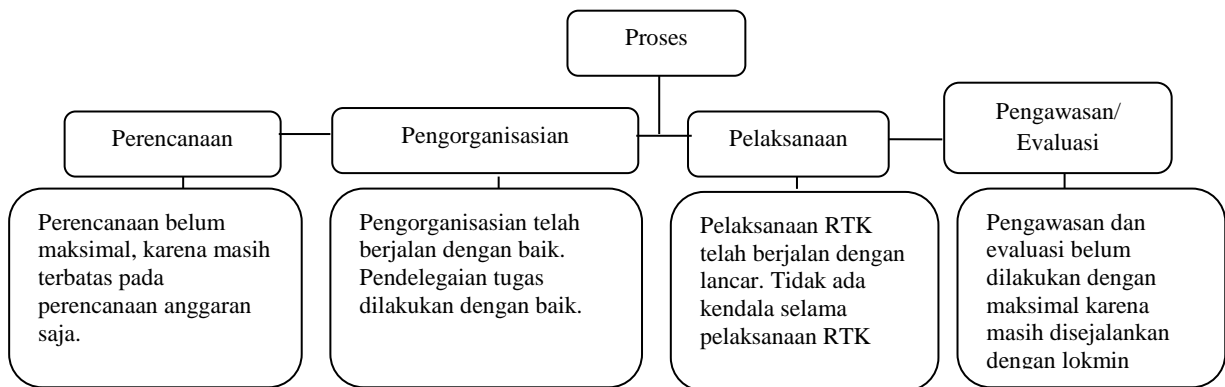 Proses
Perencanaan
Pengorganisasian
Pelaksanaan
Pengawasan/
Evaluasi
Perencanaan belum
maksimal, karena masih
terbatas pada
perencanaan anggaran
saja.
Pengorganisasian telah
berjalan dengan baik.
Pendelegaian tugas
dilakukan dengan baik.
Pelaksanaan RTK
telah berjalan dengan
lancar. Tidak ada
kendala selama
pelaksanaan RTK
Pengawasan dan
evaluasi belum
dilakukan dengan
maksimal karena
masih disejalankan
dengan lokmin